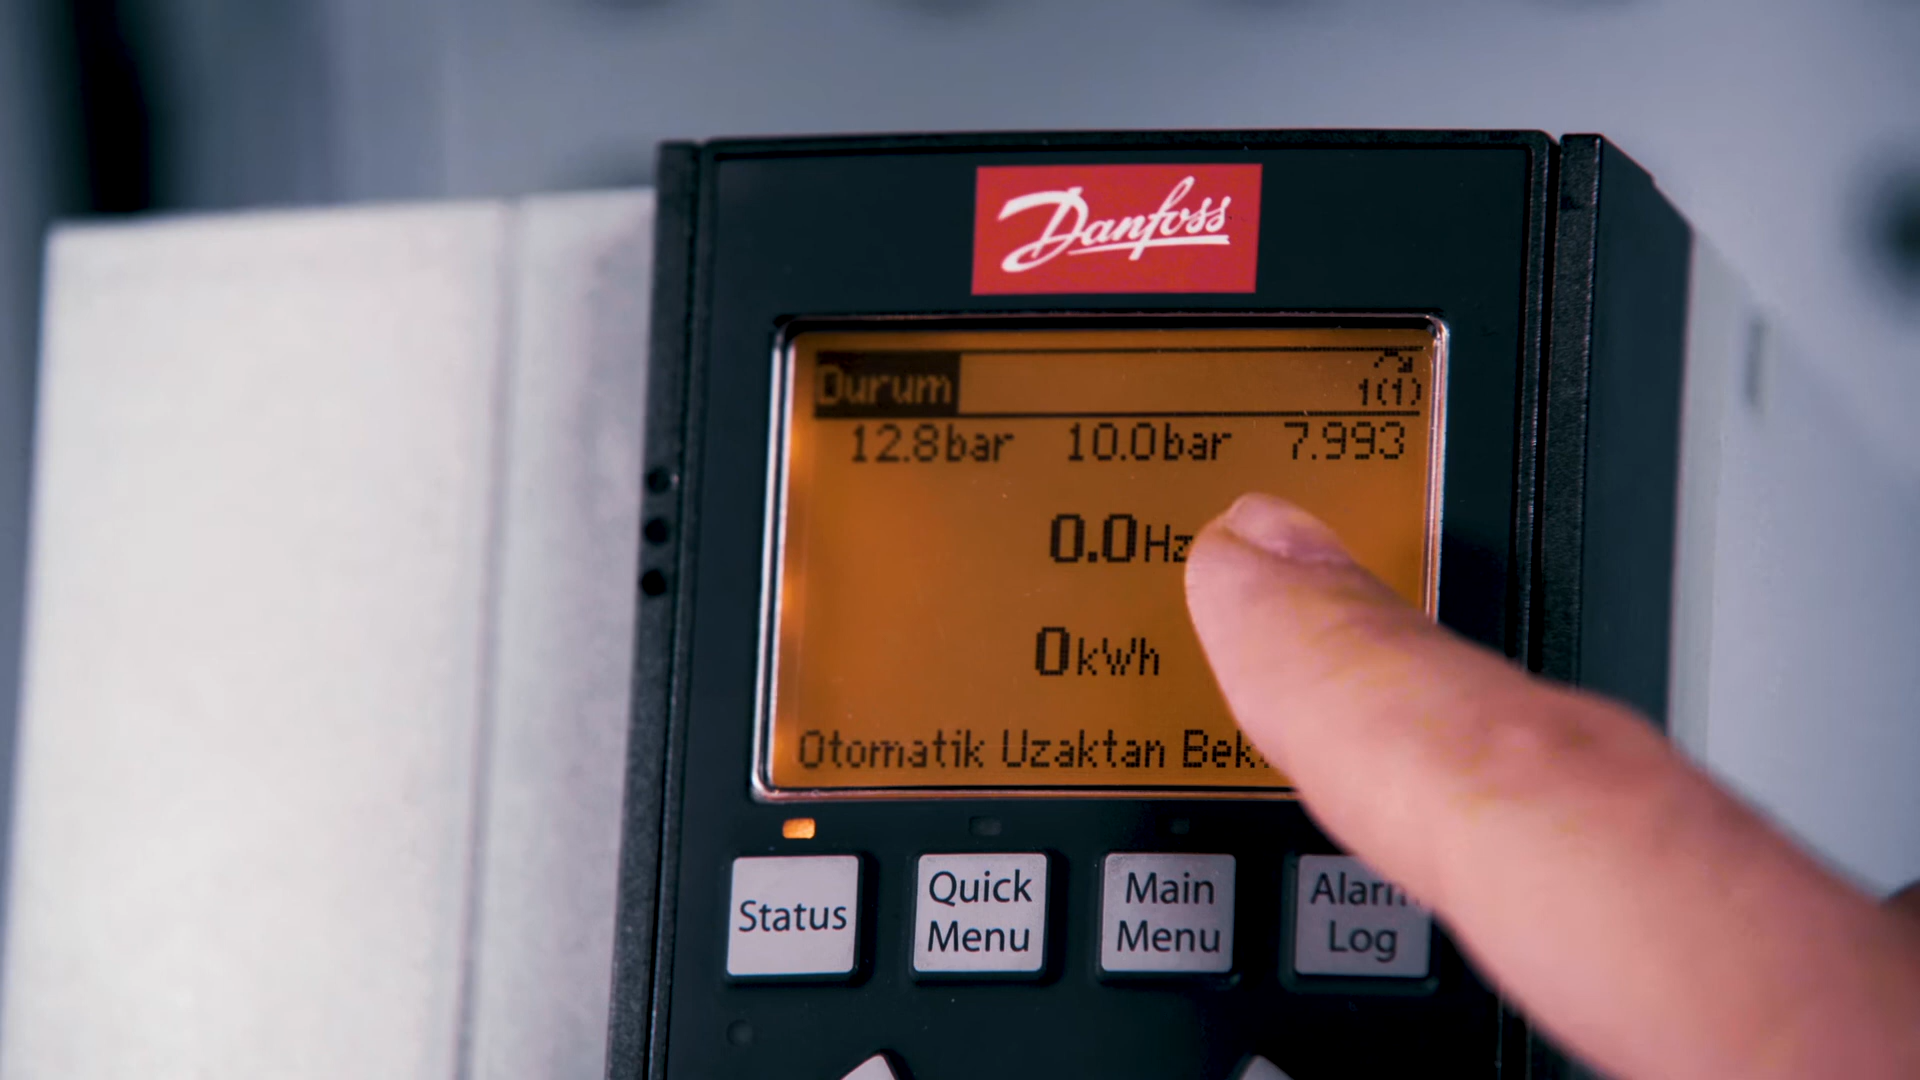 Danfoss
Durum
1(1)
12.8bar 10.0bar 7.993
0.0Hz
0kWh
Otomatik Uzaktan
Status
Quick Menu
Main Menu
Alarm Log